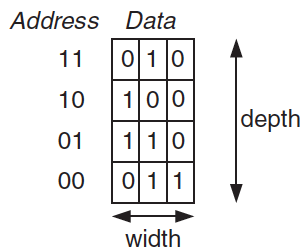 Address Data
11 0 1 0
10 1 0 0
depth
01 1 1 0
00 0 1 1
width